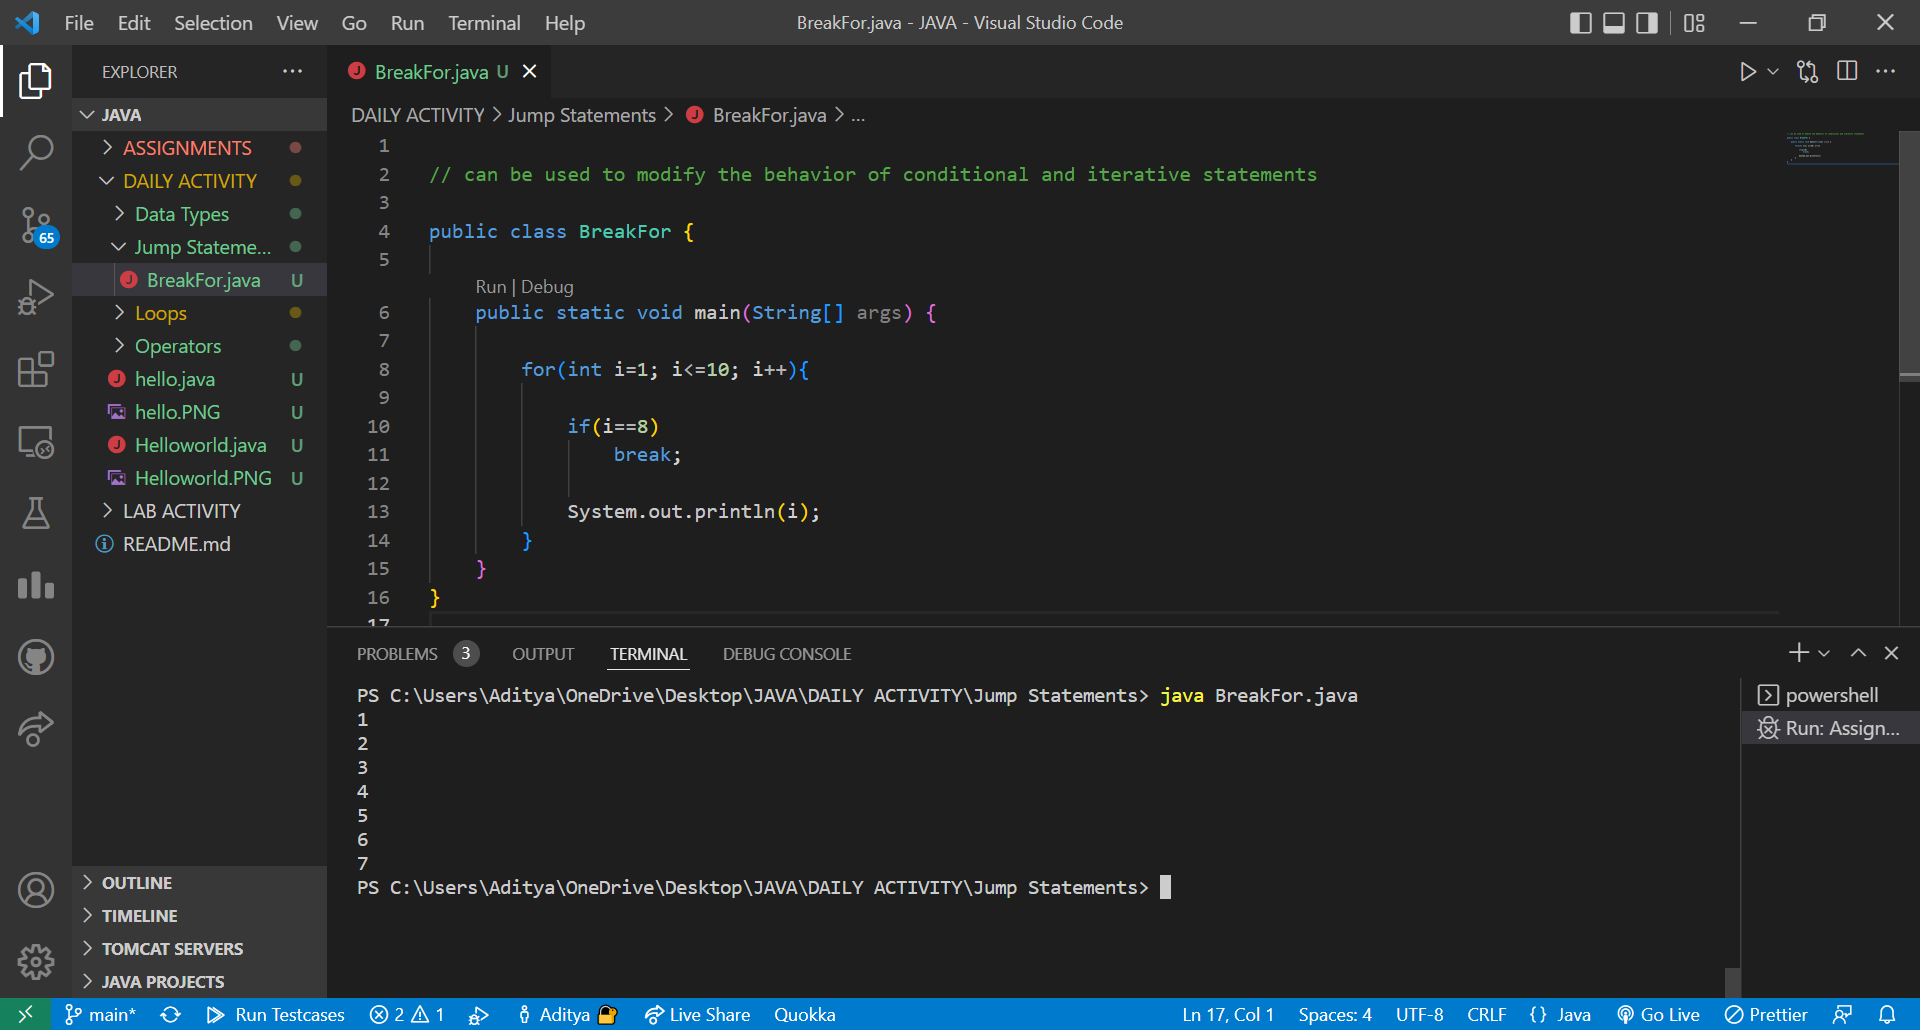 File Edit Selection View Go Run Terminal Help BreakFor.java - JAVA - Visual Studio Code
EXPLORER
JAVA
ASSIGNMENTS
DAILY ACTIVITY
Data Types
Jump Stateme...
BreakFor.java U
Loops
Operators
hello.java U
hello.PNG U
Helloworld.java U
Helloworld.PNG U
LAB ACTIVITY
README.md
65
OUTLINE
TIMELINE
TOMCAT SERVERS
JAVA PROJECTS
BreakFor.java U
DAILY ACTIVITY > Jump Statements > BreakFor.java > ...
1
2 // can be used to modify the behavior of conditional and iterative statements
3
4 public class BreakFor {
5
Run | Debug
6 public static void main(String[] args) {
7
8 for(int i=1; i<=10; i++){
9
10 if(i==8)
11 break;
12
13 System.out.println(i);
14 }
15 }
16 }
17
PROBLEMS 3 OUTPUT TERMINAL DEBUG CONSOLE
PS C:\Users\Aditya\OneDrive\Desktop\JAVA\DAILY ACTIVITY\Jump Statements> java BreakFor.java
1
2
3
4
5
6
7
PS C:\Users\Aditya\OneDrive\Desktop\JAVA\DAILY ACTIVITY\Jump Statements>
powershell
Run: Assign...
main* Run Testcases 2 1 Aditya Live Share Quokka Ln 17, Col 1 Spaces: 4 UTF-8 CRLF {} Java Go Live Prettier